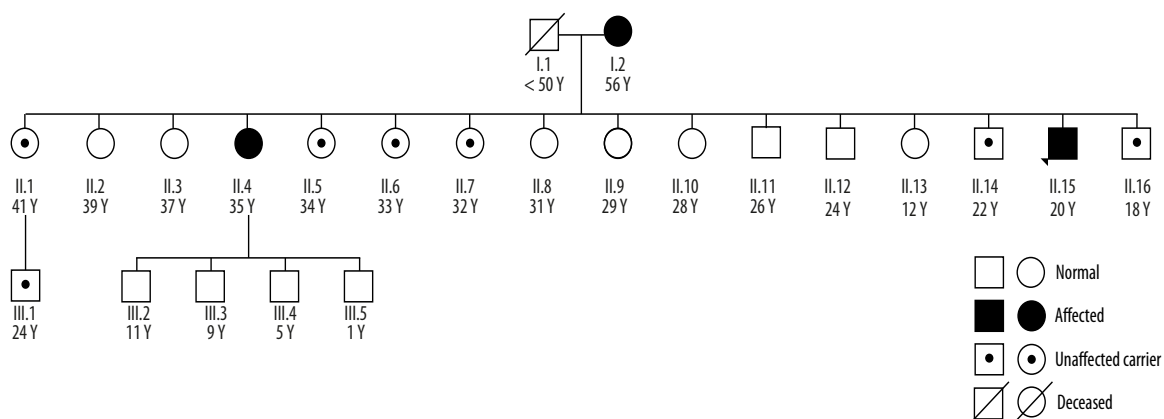 I.1 I.2
< 50 Y 56 Y
II.1 II.2 II.3 II.4 II.5 II.6 II.7 II.8 II.9 II.10 II.11 II.12 II.13 II.14 II.15 II.16
41 Y 39 Y 37 Y 35 Y 34 Y 33 Y 32 Y 31 Y 29 Y 28 Y 26 Y 24 Y 12 Y 22 Y 20 Y 18 Y
III.1 III.2 III.3 III.4 III.5
24 Y 11 Y 9 Y 5 Y 1 Y
Normal
Affected
Unaffected carrier
Deceased